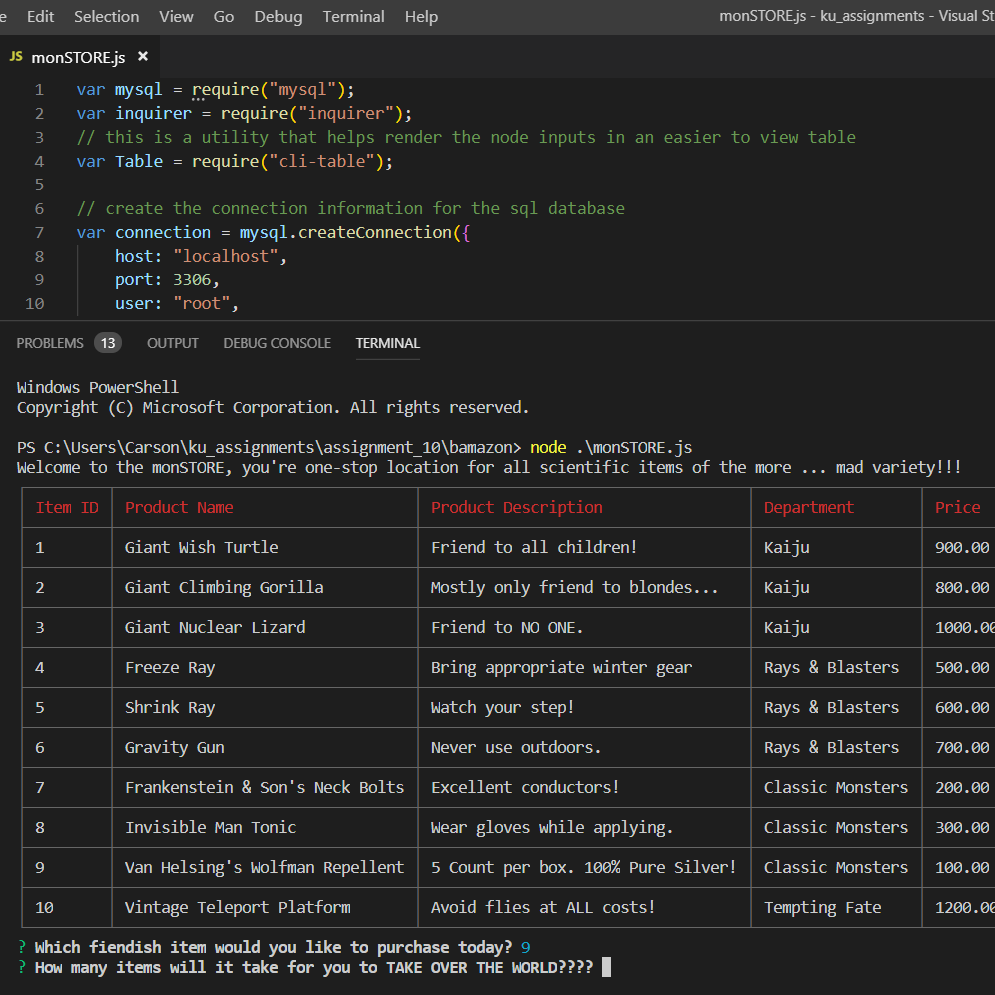 e Edit Selection View Go Debug Terminal Help monSTORE.js - ku_assignments - Visual St
JS monSTORE.js ×
1 var mysql = require("mysql");
2 var inquirer = require("inquirer");
3 // this is a utility that helps render the node inputs in an easier to view table
4 var Table = require("cli-table");
5
6 // create the connection information for the sql database
7 var connection = mysql.createConnection({
8 host: "localhost",
9 port: 3306,
10 user: "root",
PROBLEMS 13 OUTPUT DEBUG CONSOLE TERMINAL
Windows PowerShell
Copyright (C) Microsoft Corporation. All rights reserved.
PS C:\Users\Carson\ku_assignments\assignment_10\bamazon> node .\monSTORE.js
Welcome to the monSTORE, you're one-stop location for all scientific items of the more ... mad variety!!!
Item ID Product Name Product Description Department Price
1 Giant Wish Turtle Friend to all children! Kaiju 900.00
2 Giant Climbing Gorilla Mostly only friend to blondes... Kaiju 800.00
3 Giant Nuclear Lizard Friend to NO ONE. Kaiju 1000.00
4 Freeze Ray Bring appropriate winter gear Rays & Blasters 500.00
5 Shrink Ray Watch your step! Rays & Blasters 600.00
6 Gravity Gun Never use outdoors. Rays & Blasters 700.00
7 Frankenstein & Son's Neck Bolts Excellent conductors! Classic Monsters 200.00
8 Invisible Man Tonic Wear gloves while applying. Classic Monsters 300.00
9 Van Helsing's Wolfman Repellent 5 Count per box. 100% Pure Silver! Classic Monsters 100.00
10 Vintage Teleport Platform Avoid flies at ALL costs! Tempting Fate 1200.00
? Which fiendish item would you like to purchase today? 9
? How many items will it take for you to TAKE OVER THE WORLD????